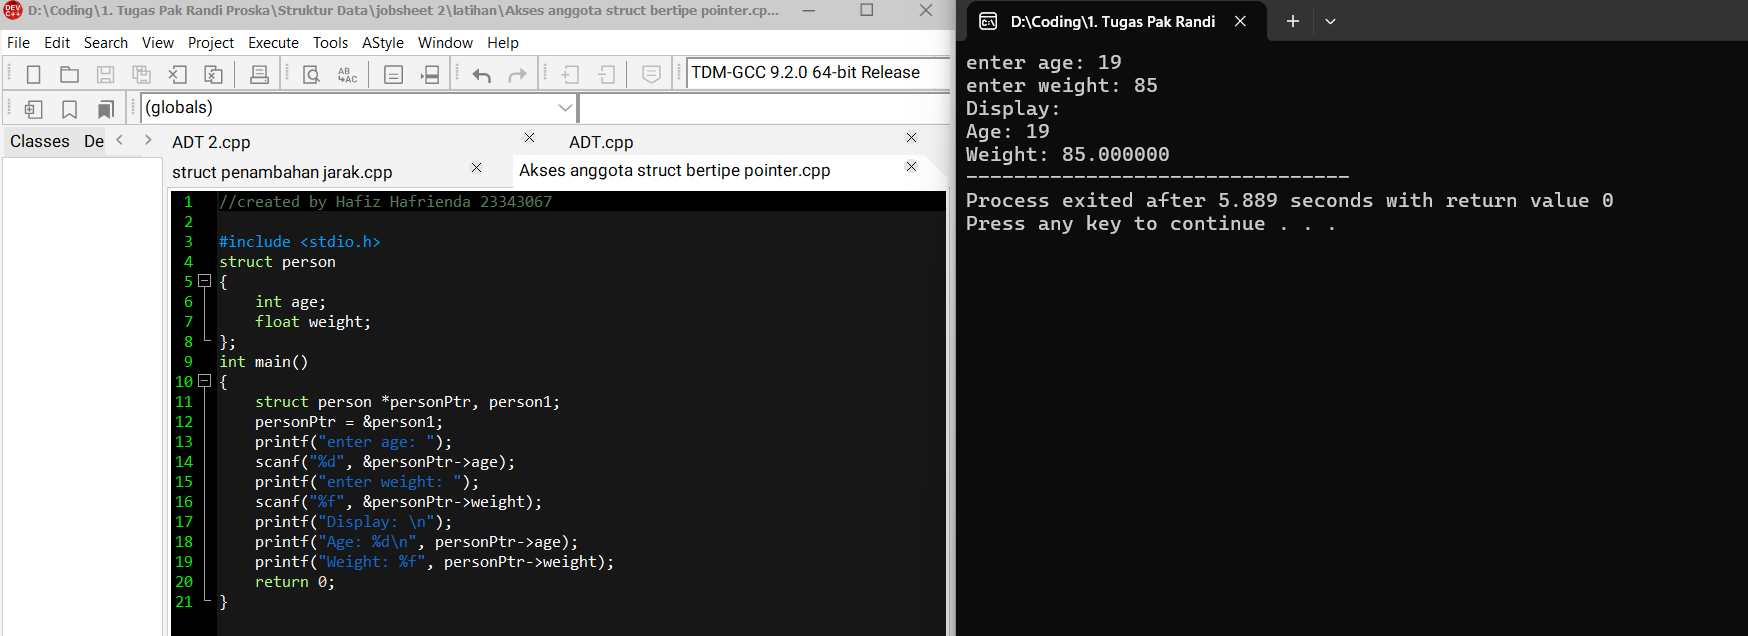 D:\Coding\1. Tugas Pak Randi Proska\Struktur Data\jobsheet 2\latihan\Akses anggota struct bertipe pointer.cp...
File Edit Search View Project Execute Tools AStyle Window Help
TDM-GCC 9.2.0 64-bit Release
(globals)
Classes De
ADT 2.cpp
ADT.cpp
struct penambahan jarak.cpp
Akses anggota struct bertipe pointer.cpp
1 //created by Hafiz Hafrienda 23343067
2
3 #include <stdio.h>
4 struct person
5 {
6 int age;
7 float weight;
8 };
9 int main()
10 {
11 struct person *personPtr, person1;
12 personPtr = &person1;
13 printf("enter age: ");
14 scanf("%d", &personPtr->age);
15 printf("enter weight: ");
16 scanf("%f", &personPtr->weight);
17 printf("Display: \n");
18 printf("Age: %d\n", personPtr->age);
19 printf("Weight: %f", personPtr->weight);
20 return 0;
21 }
D:\Coding\1. Tugas Pak Randi
enter age: 19
enter weight: 85
Display:
Age: 19
Weight: 85.000000
--------------------------------
Process exited after 5.889 seconds with return value 0
Press any key to continue . . .